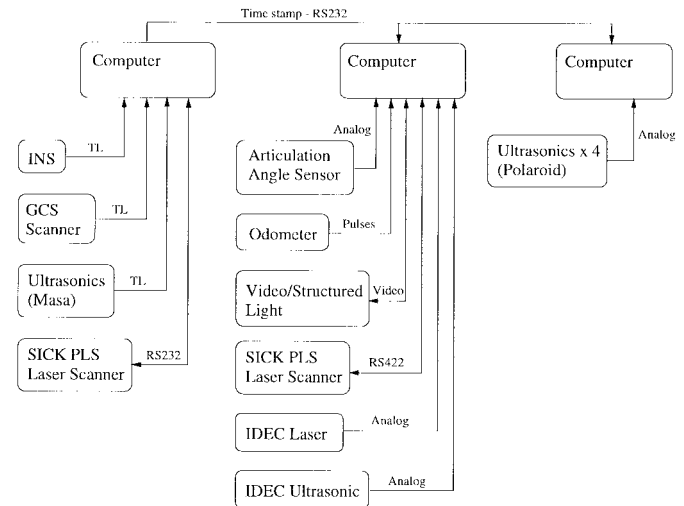 Time stamp - RS232
Computer
Computer
Computer
INS
TL
GCS
Scanner
TL
Ultrasonics
(Masa)
TL
SICK PLS
Laser Scanner
RS232
Analog
Articulation
Angle Sensor
Odometer
Pulses
Video/Structured
Light
Video
SICK PLS
Laser Scanner
RS422
IDEC Laser
Analog
IDEC Ultrasonic
Analog
Analog
Ultrasonics x 4
(Polaroid)